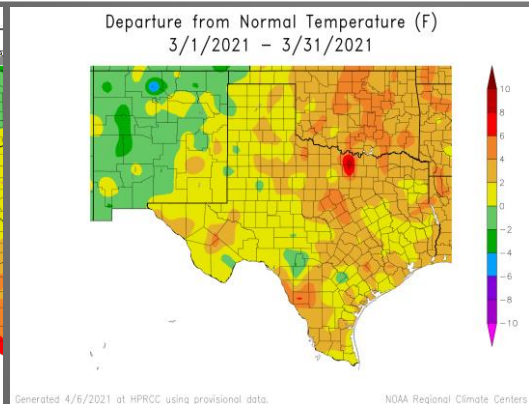 Departure from Normal Temperature (F)
3/1/2021 – 3/31/2021
10
8
6
4
2
0
-2
-4
-6
-8
-10
Generated 4/6/2021 at HPRCC using provisional data.
NOAA Regional Climate Centers